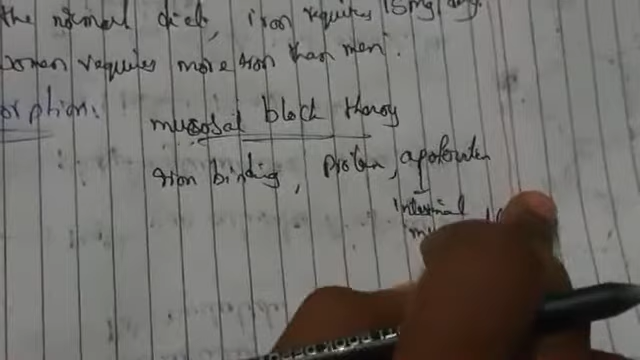 the normal diet, iron requires 15mg/day.
women requires more iron than men.
orption: mucosal block theory
Iron binding, protein, apoferritin
intestinal